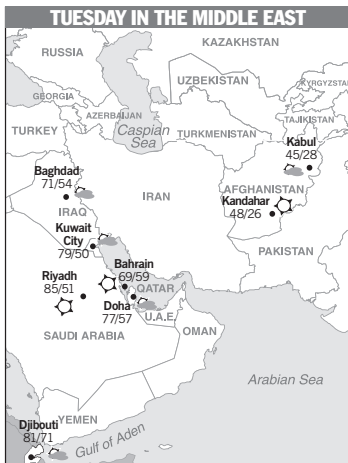 TUESDAY IN THE MIDDLE EAST
KAZAKHSTAN
RUSSIA
UZBEKISTAN
KYRGYZSTAN
GEORGIA
AZERBAIJAN
TAJIKISTAN
TURKEY
Caspian
Sea
TURKMENISTAN
Kabul
45/28
Baghdad
71/54
IRAN
AFGHANISTAN
Kandahar
48/26
IRAQ
Kuwait
City
79/50
PAKISTAN
Bahrain
69/59
Riyadh
85/51
QATAR
Doha
77/57
U.A.E.
SAUDI ARABIA
OMAN
Arabian Sea
YEMEN
Djibouti
81/71
Gulf of Aden